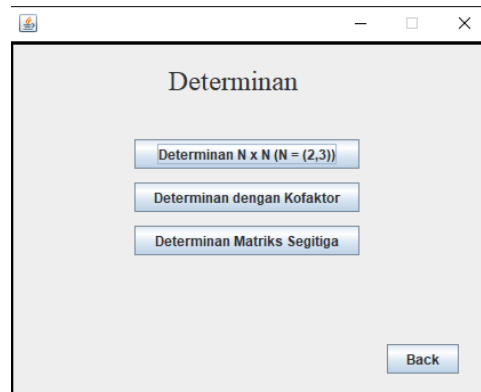 Determinan
Determinan N x N (N = (2,3))
Determinan dengan Kofaktor
Determinan Matriks Segitiga
Back